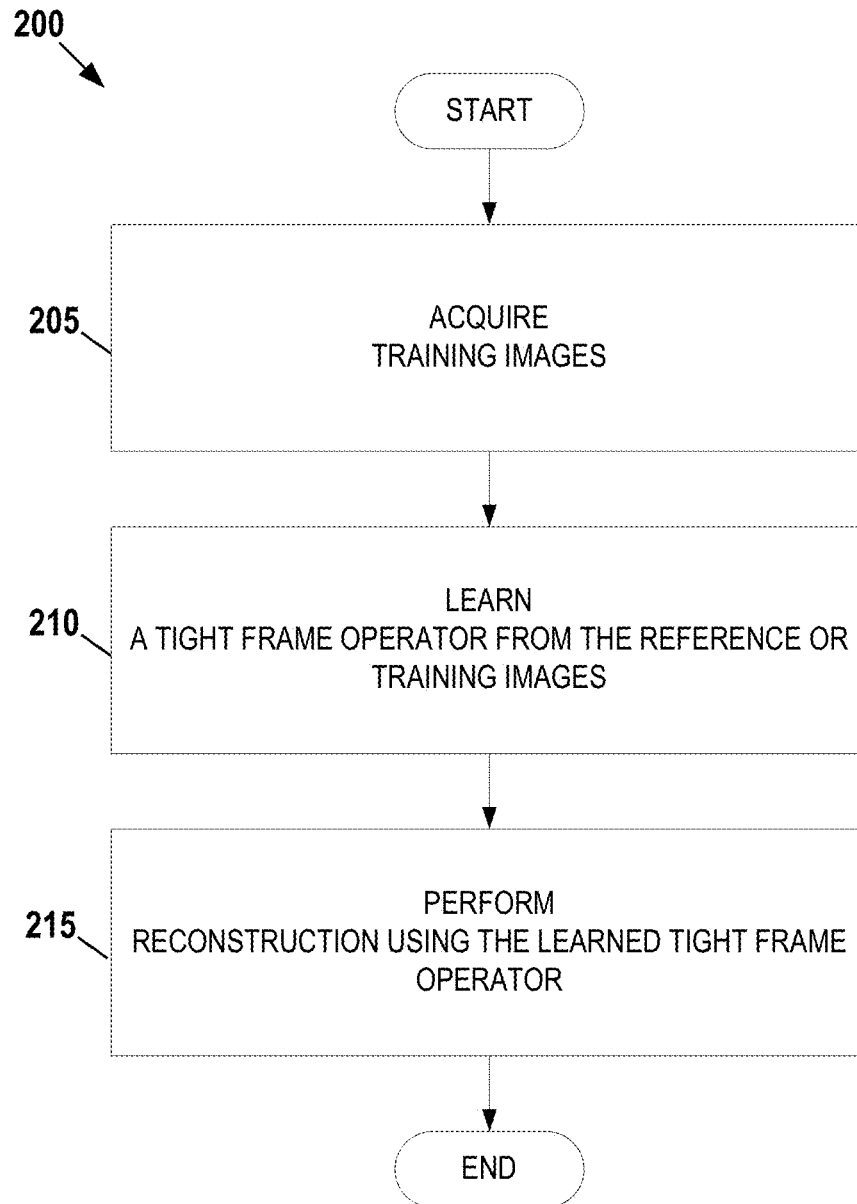 200
START
205
ACQUIRE
TRAINING IMAGES
210
LEARN
A TIGHT FRAME OPERATOR FROM THE REFERENCE OR
TRAINING IMAGES
215
PERFORM
RECONSTRUCTION USING THE LEARNED TIGHT FRAME
OPERATOR
END